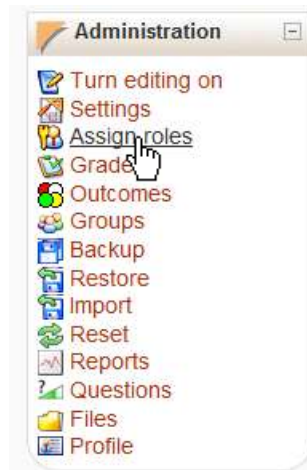 Administration
Turn editing on
Settings
Assign roles
Grades
Outcomes
Groups
Backup
Restore
Import
Reset
Reports
Questions
Files
Profile